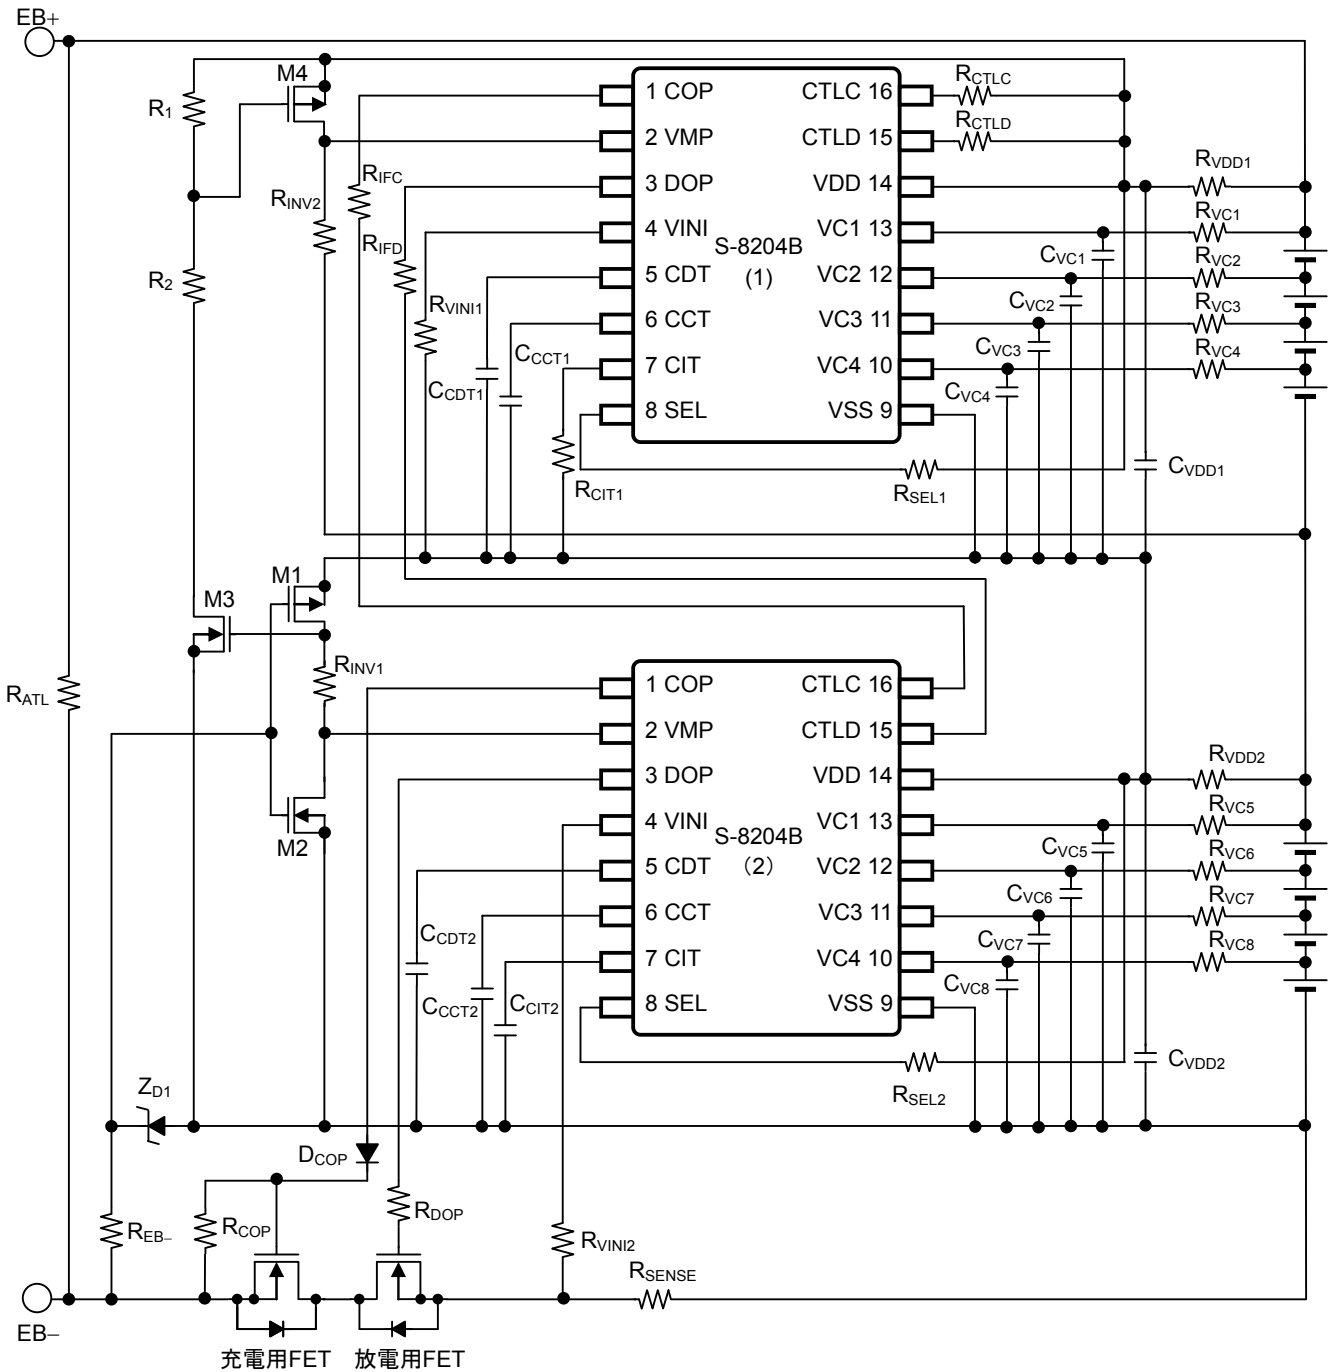 EB+
M4
R1
R2
RINV2
RIFC
RIFD
RVINI1
CCDT1
CCCT1
RCIT1
1 COP
2 VMP
3 DOP
4 VINI
5 CDT
6 CCT
7 CIT
8 SEL
S-8204B
(1)
CTLC 16
CTLD 15
VDD 14
VC1 13
VC2 12
VC3 11
VC4 10
VSS 9
RCTLC
RCTLD
RVDD1
RVC1
RVC2
RVC3
RVC4
CVC1
CVC2
CVC3
CVC4
RSEL1
CVDD1
M1
M3
RINV1
RATL
M2
1 COP
2 VMP
3 DOP
4 VINI
5 CDT
6 CCT
7 CIT
8 SEL
S-8204B
（2）
CTLC 16
CTLD 15
VDD 14
VC1 13
VC2 12
VC3 11
VC4 10
VSS 9
RVDD2
RVC5
RVC6
RVC7
RVC8
CVC5
CVC6
CVC7
CVC8
CCDT2
CCCT2
CCIT2
RSEL2
CVDD2
ZD1
DCOP
REB−
RCOP
RDOP
RVINI2
RSENSE
EB−
充電用FET
放電用FET